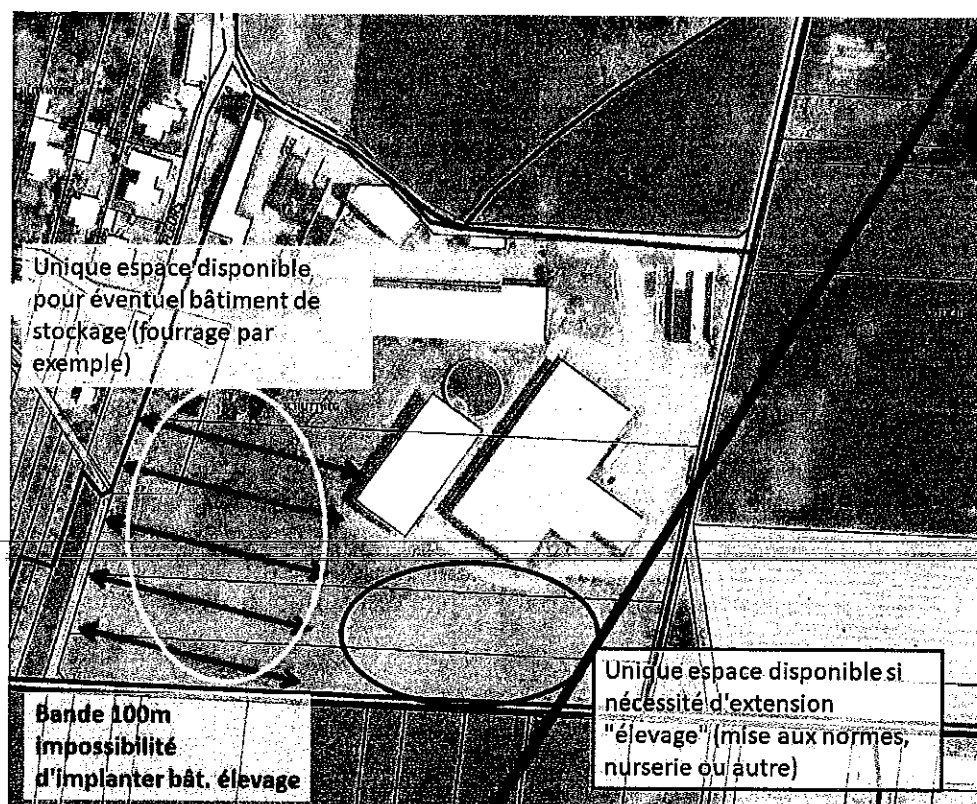 Unique espace disponible
pour éventuel bâtiment de
stockage (fourrage par
exemple)
Bande 100m
impossibilité
d'implanter bât. élevage
Unique espace disponible si
nécessité d'extension
"élevage" (mise aux normes,
nurserie ou autre)